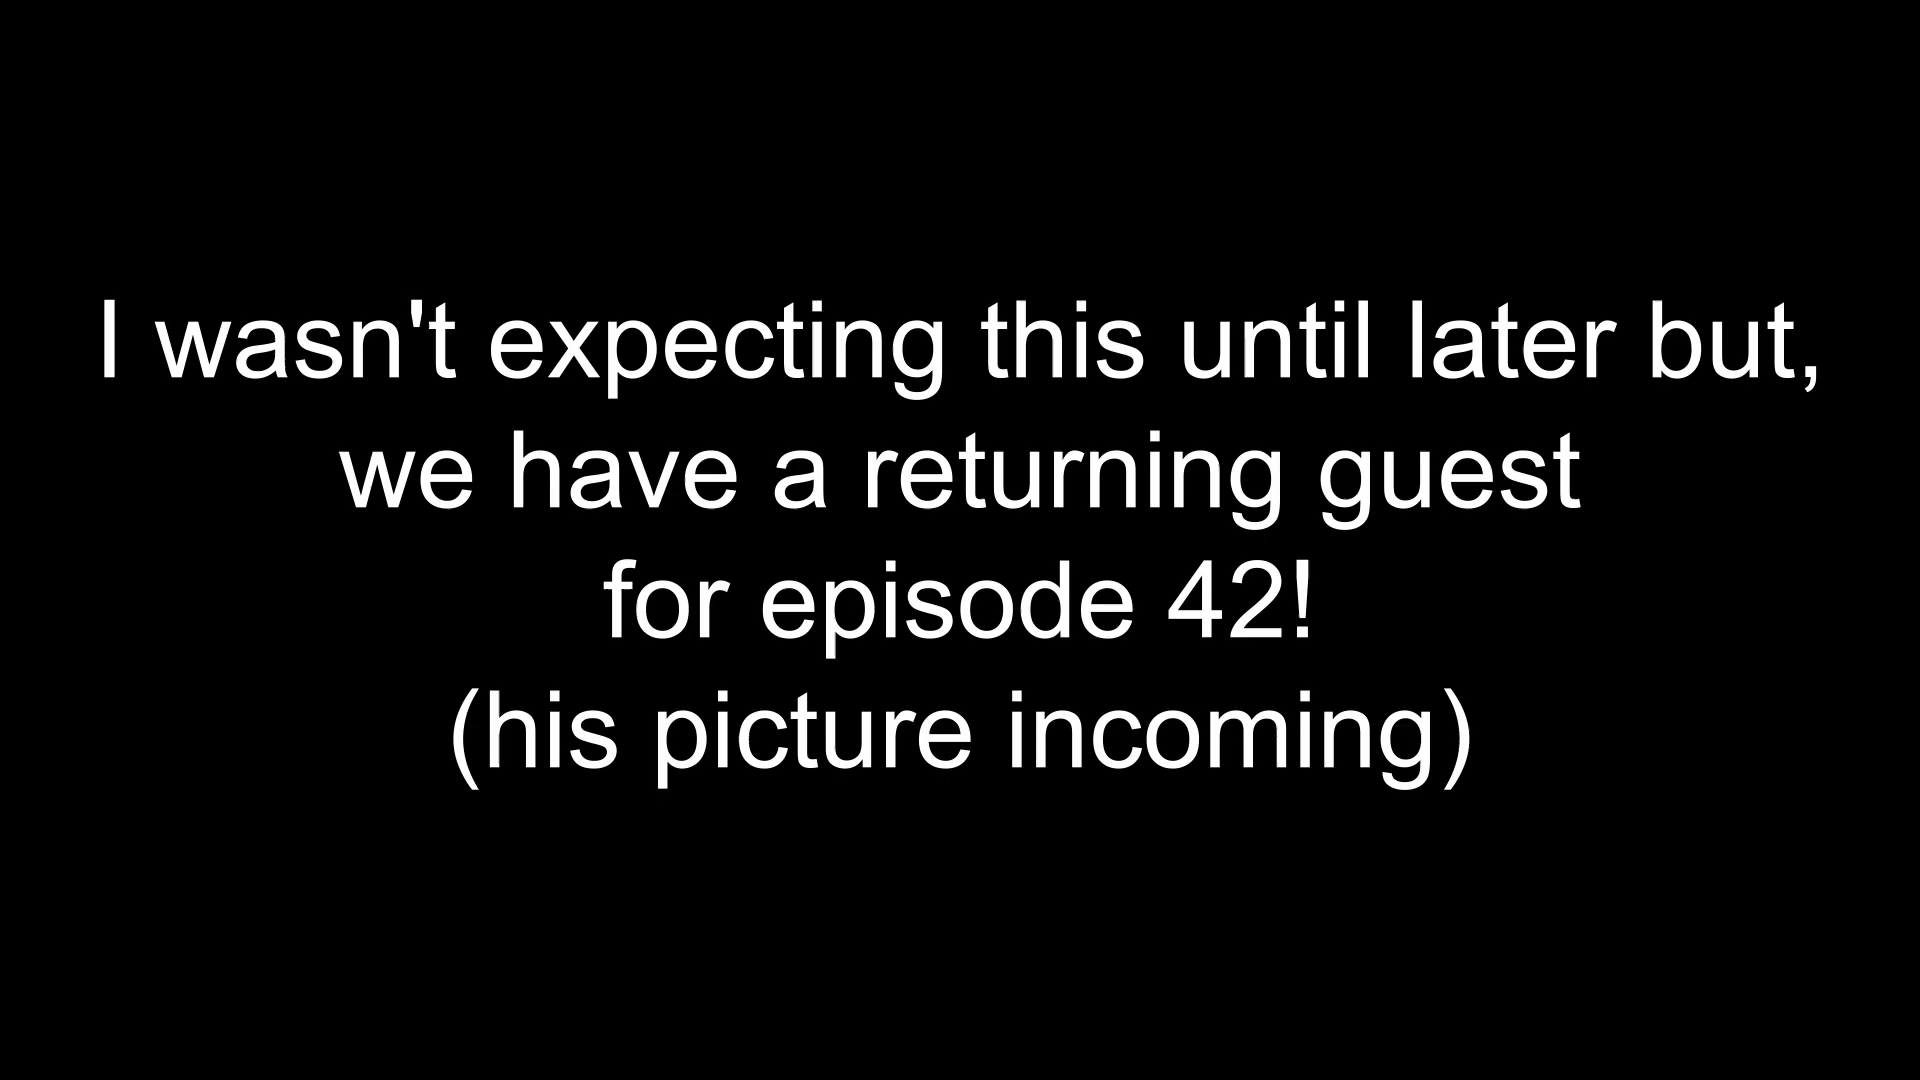 I wasn't expecting this until later but,
we have a returning guest
for episode 42!
(his picture incoming)